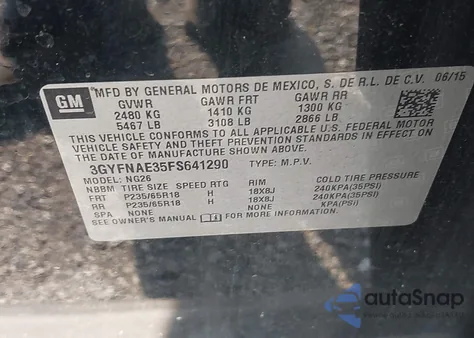 06/15
GM
*MFD BY GENERAL MOTORS DE MEXICO, S. DE R.L. DE C.V.
GVWR GAWR FRT GAWR RR
2480 KG 1410 KG 1300 KG
5467 LB 3108 LB 2866 LB
THIS VEHICLE CONFORMS TO ALL APPLICABLE U.S. FEDERAL MOTOR
VEHICLE SAFETY AND BUMPER STANDARDS IN EFFECT ON THE DATE OF
MANUFACTURE SHOWN ABOVE.
3GYFNAE35FS641290 TYPE: M.P.V.
MODEL: NG26
NBBM TIRE SIZE SPEED RTG RIM COLD TIRE PRESSURE
FRT P235/65R18 H 18X8J 240KPA(35PSI)
RR P235/65R18 H 18X8J 240KPA(35PSI)
SPA NONE NONE KPA(PSI)
SEE OWNER'S MANUAL FOR ADDITIONAL INFORMATION.
autoSnap